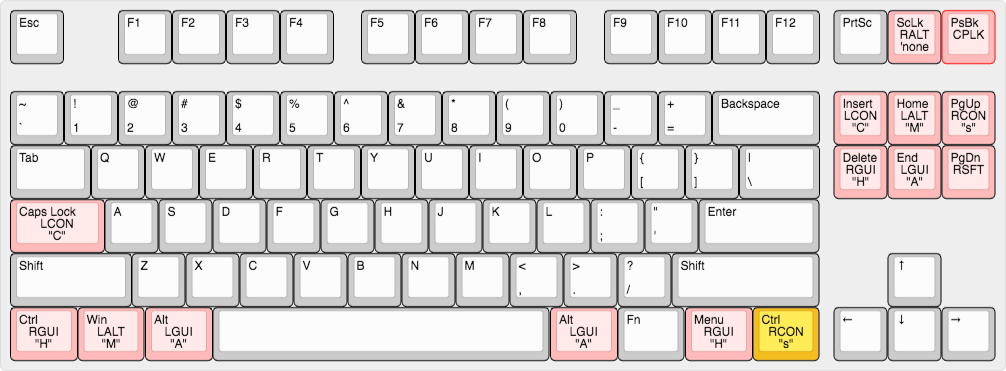 Esc F1 F2 F3 F4 F5 F6 F7 F8 F9 F10 F11 F12 PrtSc ScLk PsBk
RALT CPLK
'none
~ ! @ # $ % ^ & * ( ) _ + Backspace Insert Home PgUp
LCON LALT RCON
` 1 2 3 4 5 6 7 8 9 0 - = "C" "M" "s"
Tab Q W E R T Y U I O P { } | Delete End PgDn
RGUI LGUI RSFT
[ ] \ "H" "A"
Caps Lock A S D F G H J K L : " Enter
LCON
"C" ; '
Shift Z X C V B N M < > ? Shift ↑
, . /
Ctrl Win Alt Alt Fn Menu Ctrl ← ↓ →
RGUI LALT LGUI LGUI RGUI RCON
"H" "M" "A" "A" "H" "s"